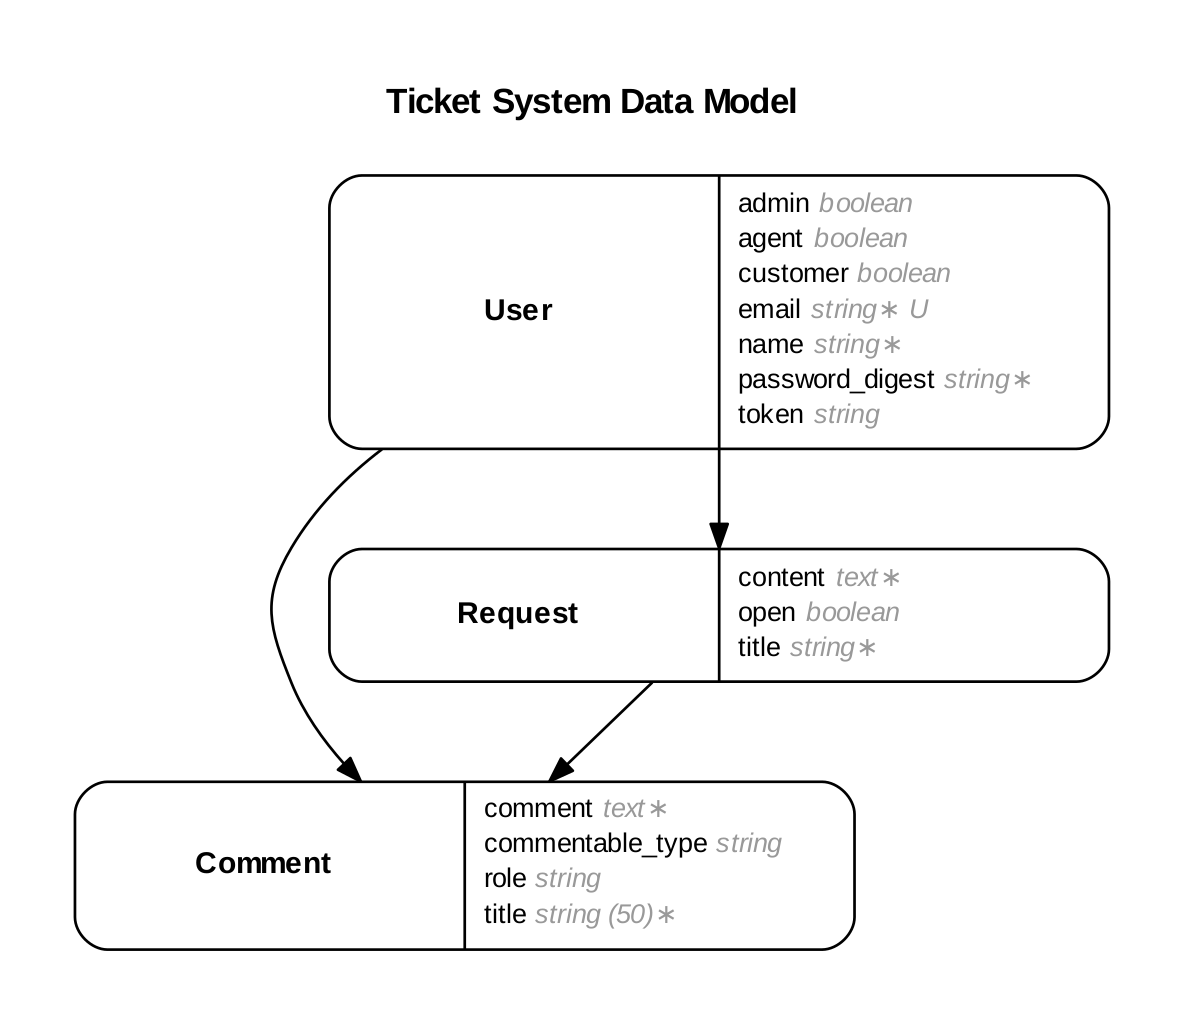 Ticket System Data Model
User
admin boolean
agent boolean
customer boolean
email string∗ U
name string∗
password_digest string∗
token string
Request
content text∗
open boolean
title string∗
Comment
comment text∗
commentable_type string
role string
title string (50)∗